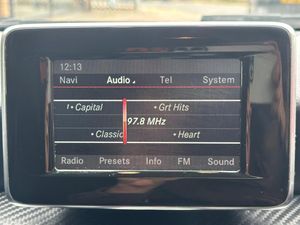 12:13
Navi Audio Tel System
1 • Capital • Grt Hits
97.8 MHz
• Classic • Heart
Radio Presets Info FM Sound